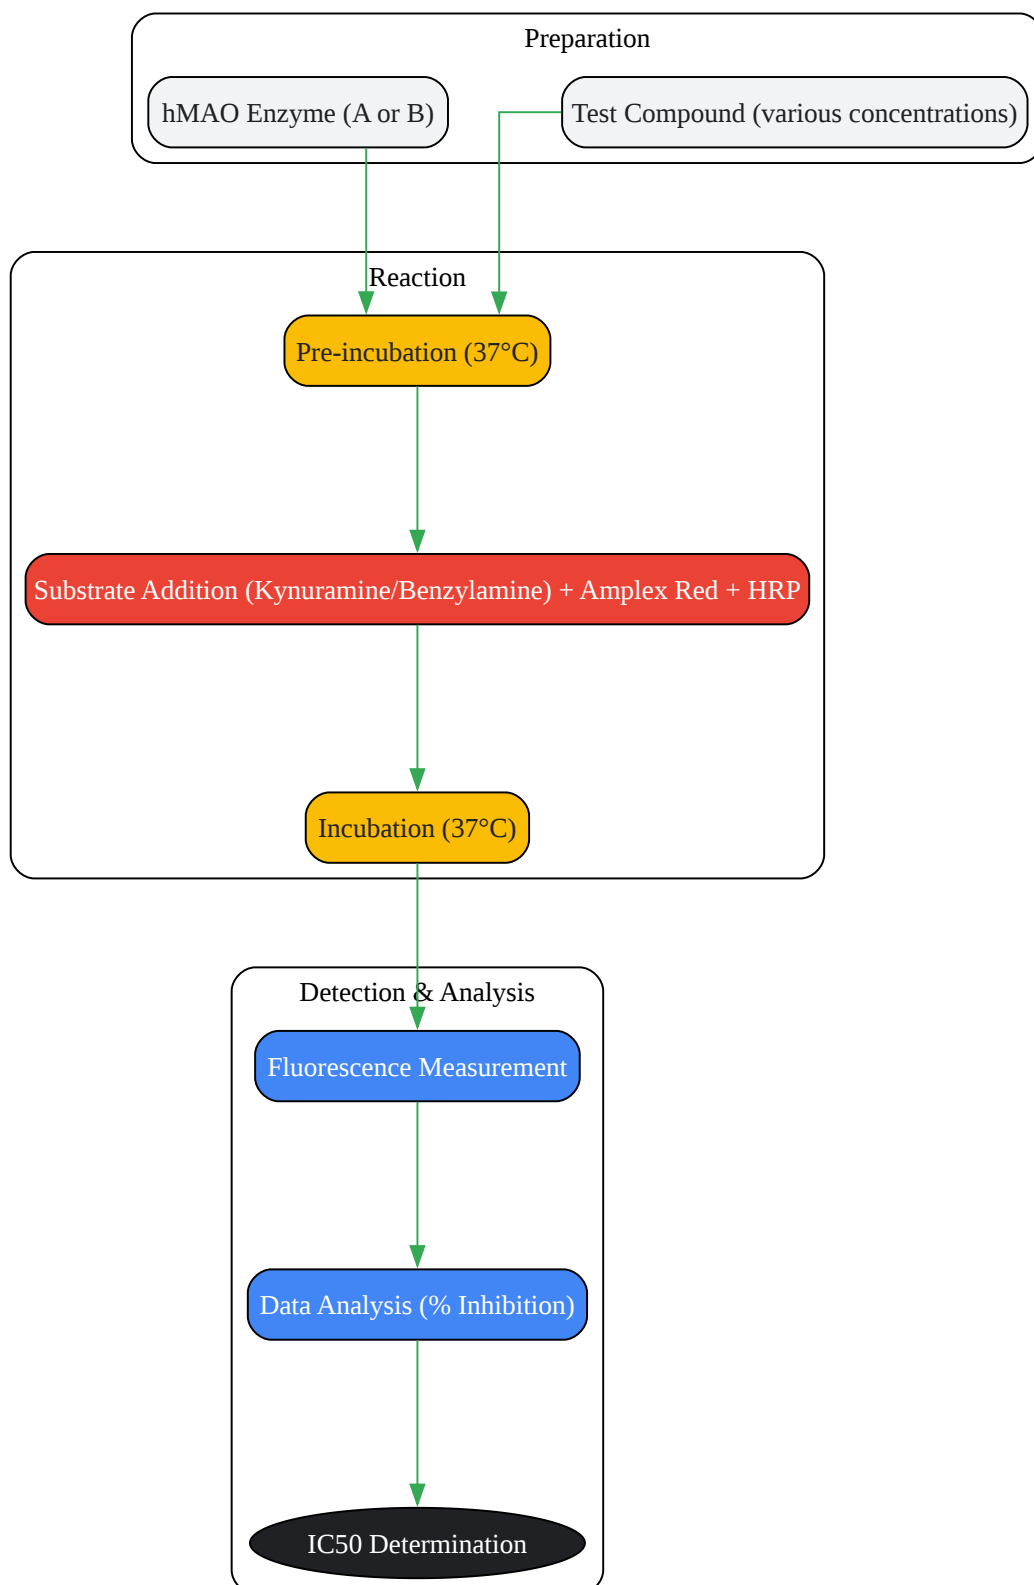 Preparation
hMAO Enzyme (A or B)
Test Compound (various concentrations)
Reaction
Pre-incubation (37°C)
Substrate Addition (Kynuramine/Benzylamine) + Amplex Red + HRP
Incubation (37°C)
Detection & Analysis
Fluorescence Measurement
Data Analysis (% Inhibition)
IC50 Determination